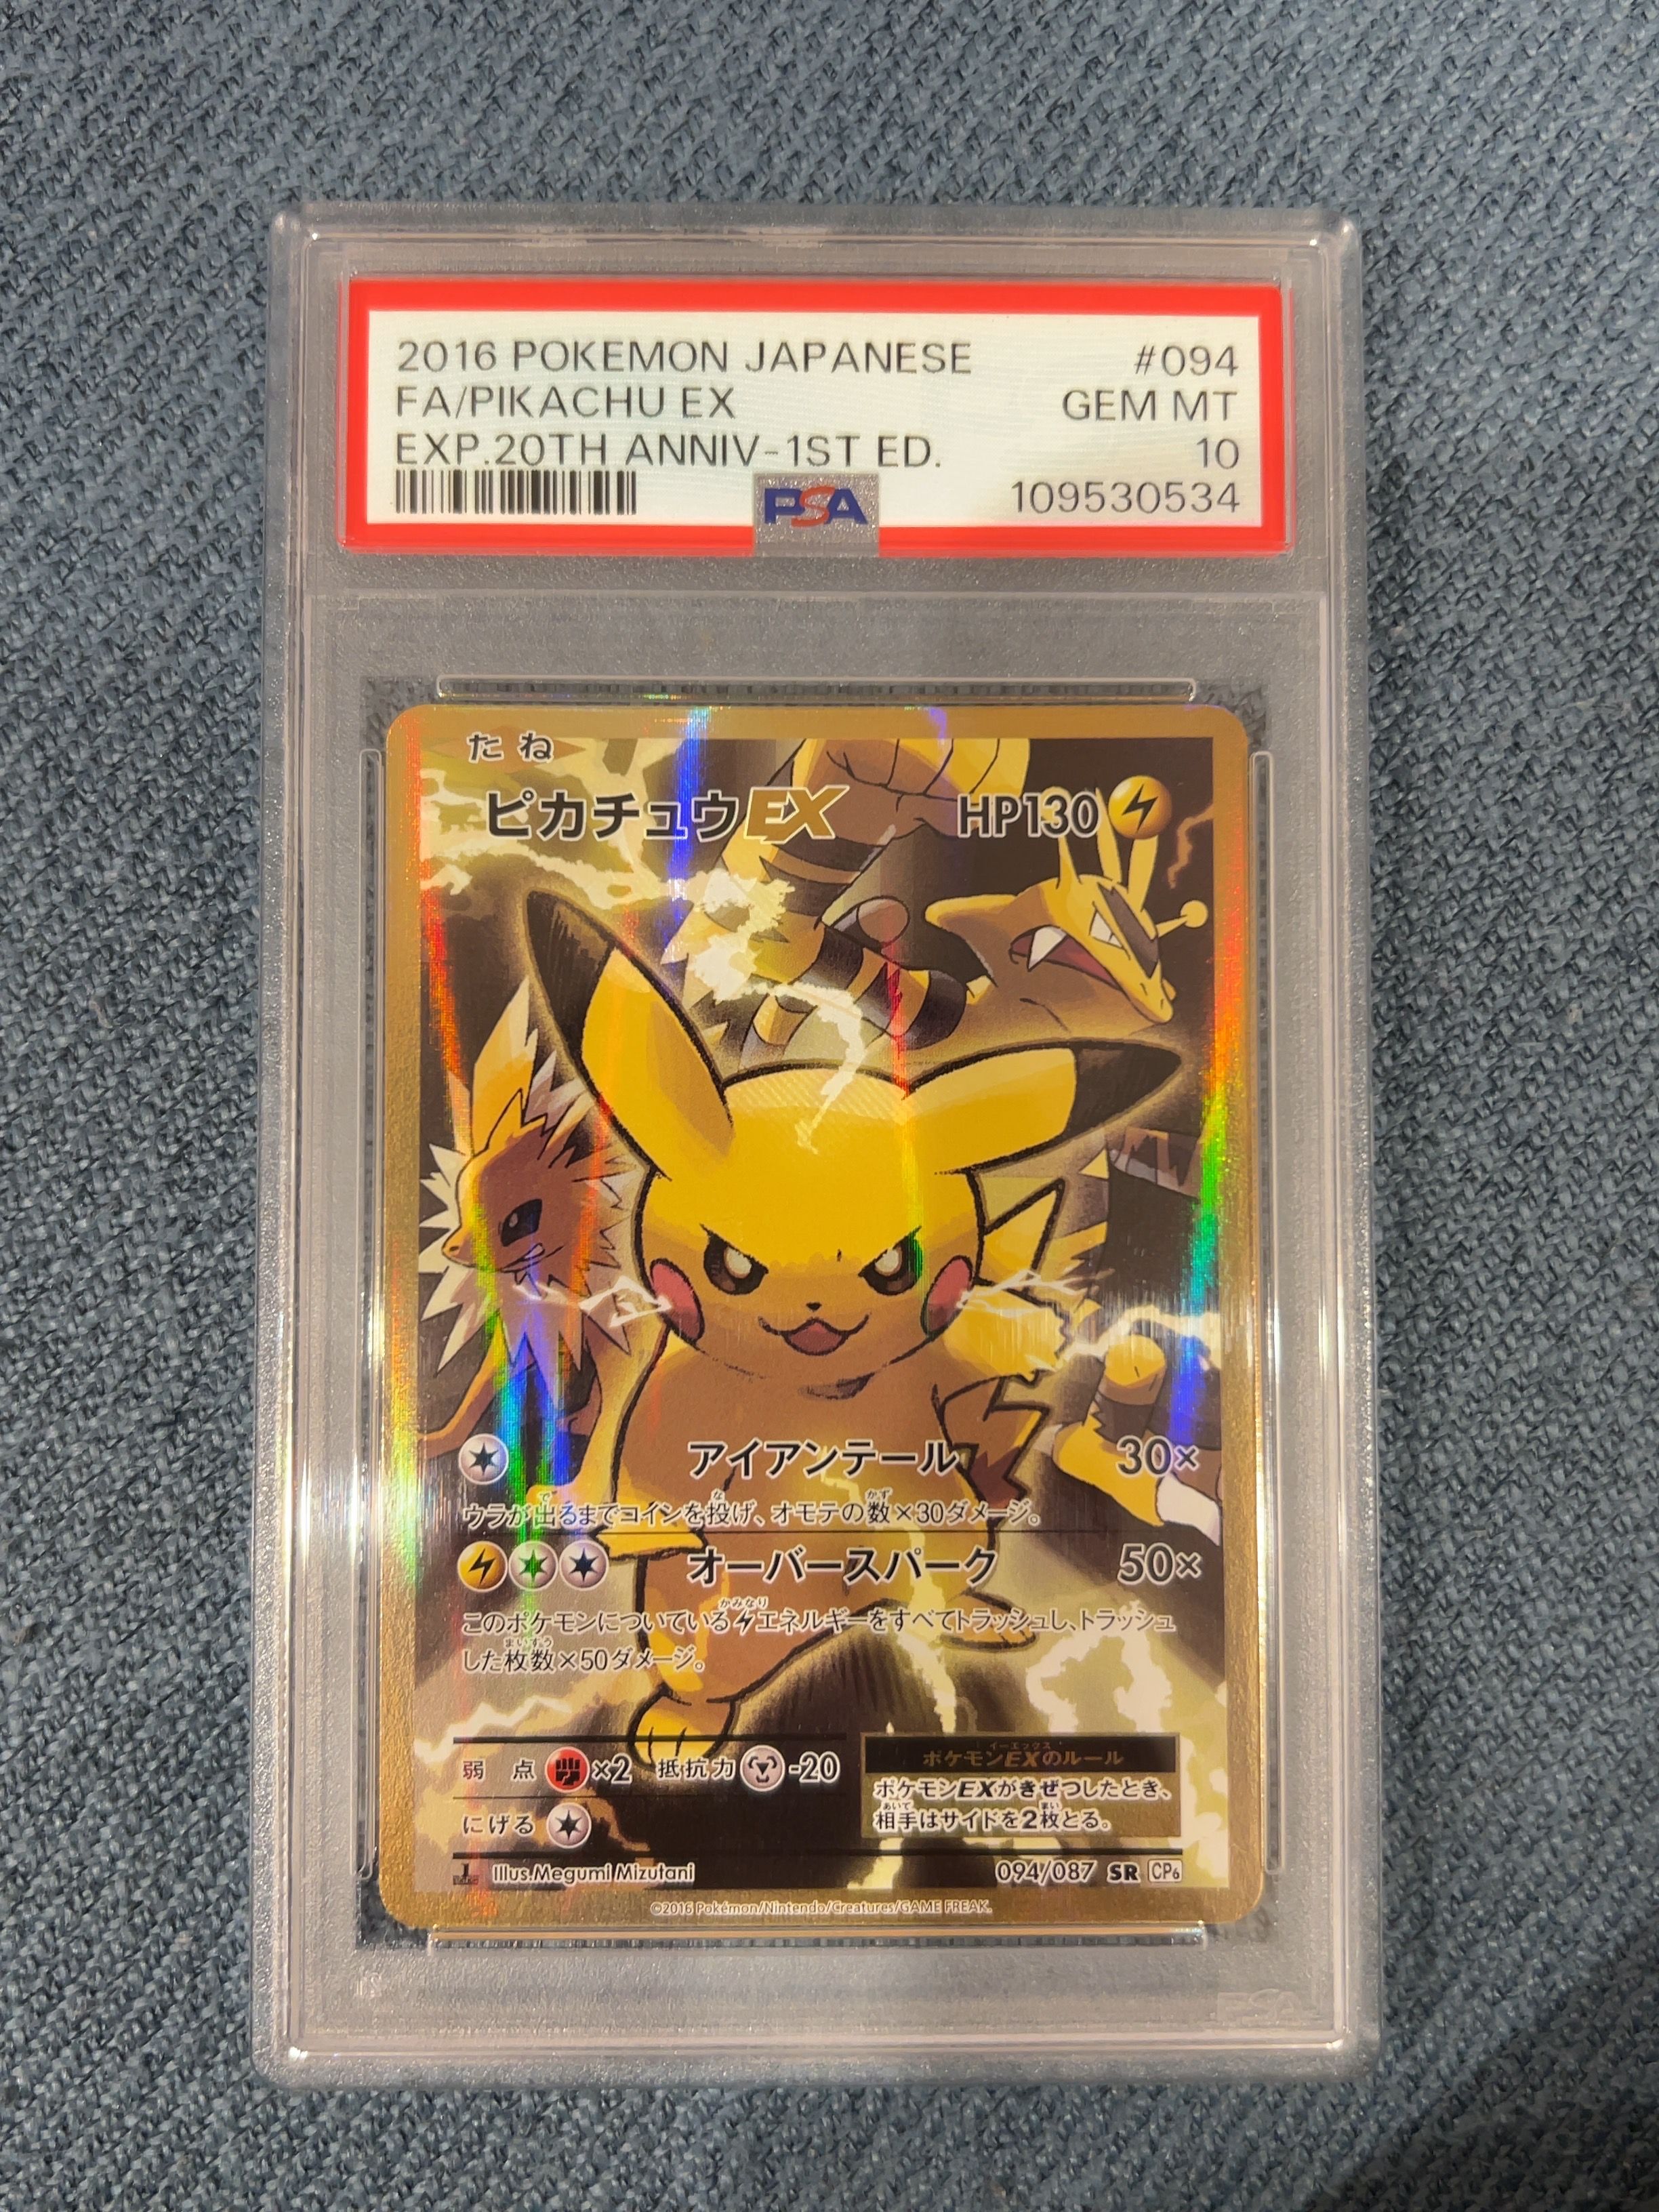 2016 POKEMON JAPANESE #094
FA/PIKACHU EX GEM MT
EXP.20TH ANNIV-1ST ED. 10
PSA 109530534
たね
ピカチュウEX HP130
アイアンテール 30×
ウラが出るまでコインを投げ、オモテの数×30ダメージ。
オーバースパーク 50×
このポケモンについているエネルギーをすべてトラッシュし、トラッシュ
した枚数×50ダメージ。
弱点 ×2 抵抗力 -20
にげる
ポケモンEXのルール
ポケモンEXがきぜつしたとき、
相手はサイドを2枚とる。
Illus.Megumi Mizutani 094/087 SR CP6
©2016 Pokémon/Nintendo/Creatures/GAME FREAK.